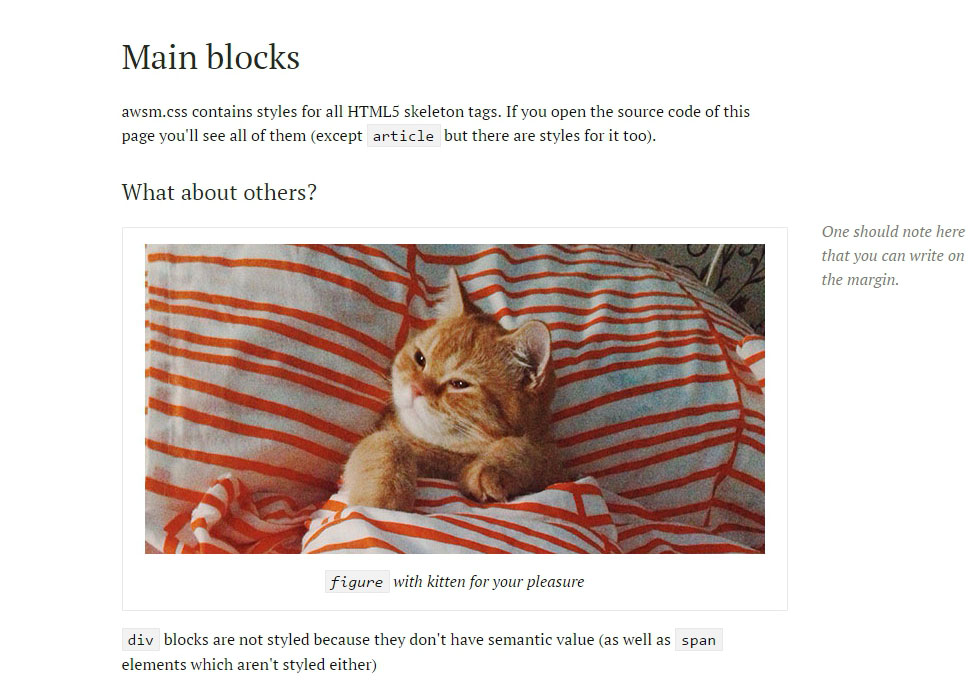 Main blocks
awsm.css contains styles for all HTML5 skeleton tags. If you open the source code of this
page you'll see all of them (except article but there are styles for it too).
What about others?
One should note here
that you can write on
the margin.
figure with kitten for your pleasure
div blocks are not styled because they don't have semantic value (as well as span
elements which aren't styled either)